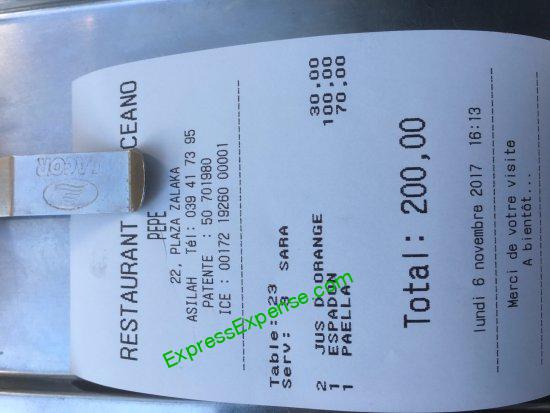 RESTAURANT CEANO
PEPE
22, PLAZA ZALAKA
ASILAH Tél: 039 41 73 95
PATENTE : 50 701980
ICE : 00172 19260 00001
Table: 23
Serv: 3 SARA
2 JUS D'ORANGE 30,00
1 ESPADON 100,00
1 PAELLA 70,00
Total: 200,00
lundi 6 novembre 2017 16:13
Merci de votre visite
A bientôt...
LACOR
ExpressExpense.com